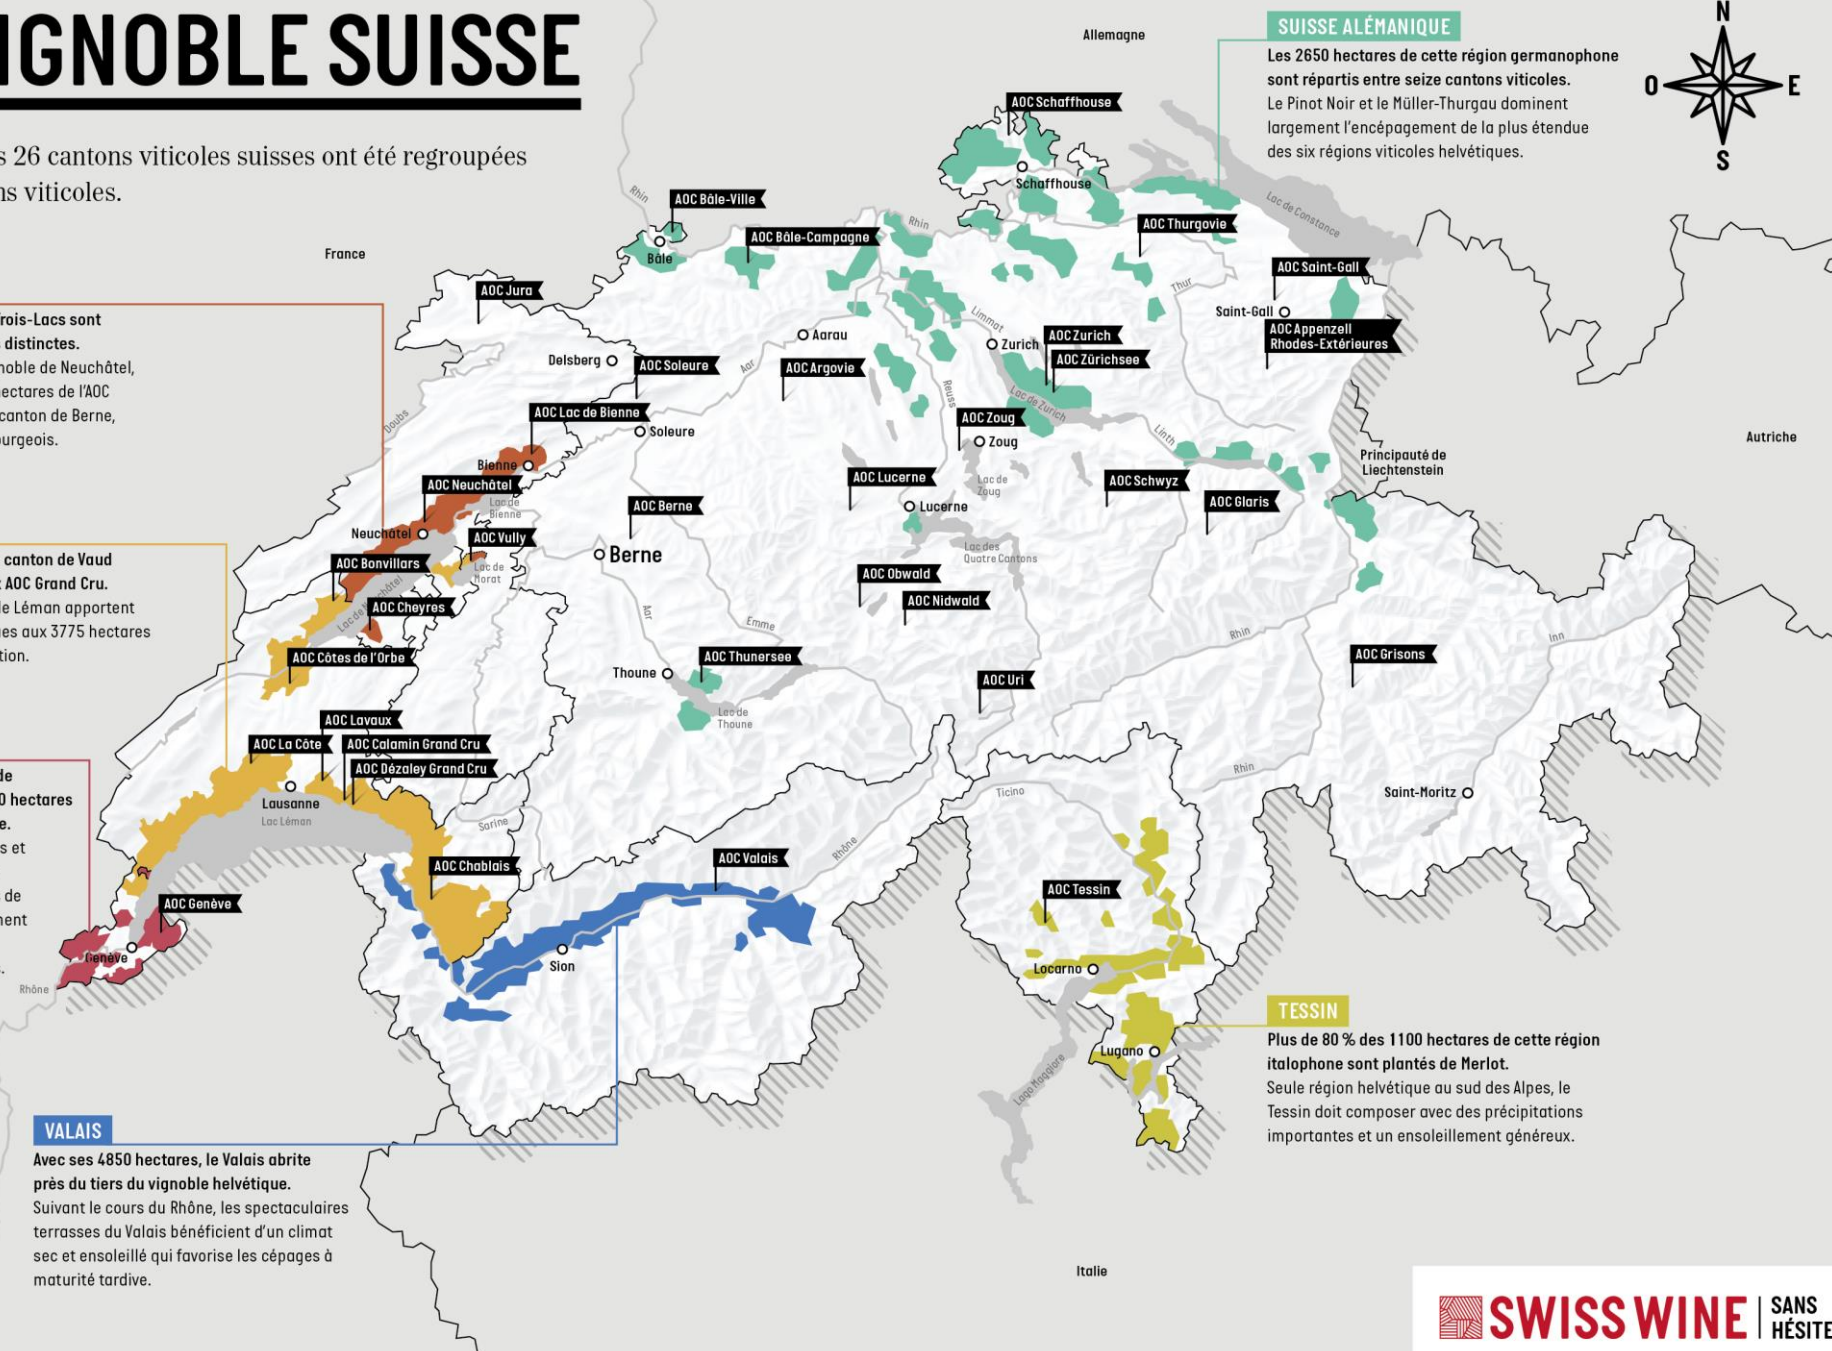 IGNOBLE SUISSE
s 26 cantons viticoles suisses ont été regroupées
ns viticoles.
SUISSE ALÉMANIQUE
Les 2650 hectares de cette région germanophone
sont répartis entre seize cantons viticoles.
Le Pinot Noir et le Müller-Thurgau dominent
largement l'encépagement de la plus étendue
des six régions viticoles helvétiques.
N
O
E
S
Allemagne
France
Autriche
Principauté de
Liechtenstein
Italie
AOC Schaffhouse
Schaffhouse
Lac de Constance
Rhin
AOC Bâle-Ville
Bâle
AOC Bâle-Campagne
Rhin
AOC Thurgovie
Thur
AOC Saint-Gall
Saint-Gall
AOC Appenzell
Rhodes-Extérieures
AOC Jura
Delsberg
AOC Soleure
Aar
Aarau
AOC Argovie
Limmat
Zurich
AOC Zurich
AOC Zürichsee
Lac de Zurich
Reuss
Doubs
AOC Lac de Bienne
Soleure
Bienne
AOC Zoug
Zoug
Lac de
Zoug
Linth
AOC Neuchâtel
Lac de
Bienne
Neuchâtel
AOC Vully
Lac de
Morat
AOC Berne
Berne
AOC Lucerne
Lucerne
Lac des
Quatre Cantons
AOC Schwyz
AOC Glaris
AOC Bonvillars
Lac de Neuchâtel
AOC Cheyres
AOC Côtes de l'Orbe
Aar
Emme
AOC Obwald
AOC Nidwald
Rhin
Inn
AOC Grisons
Thoune
AOC Thunersee
Lac de
Thoune
AOC Uri
AOC Lavaux
AOC La Côte
AOC Calamin Grand Cru
AOC Dézaley Grand Cru
Lausanne
Lac Léman
Sarine
Rhin
Ticino
Saint-Moritz
AOC Chablais
AOC Valais
Rhône
AOC Genève
Genève
Rhône
Sion
AOC Tessin
Locarno
Lugano
Lago Maggiore
Trois-Lacs sont
s distinctes.
noble de Neuchâtel,
hectares de l'AOC
canton de Berne,
ourgeois.
canton de Vaud
t AOC Grand Cru.
le Léman apportent
es aux 3775 hectares
tion.
de
0 hectares
e.
s et
de
ment
s.
VALAIS
Avec ses 4850 hectares, le Valais abrite
près du tiers du vignoble helvétique.
Suivant le cours du Rhône, les spectaculaires
terrasses du Valais bénéficient d'un climat
sec et ensoleillé qui favorise les cépages à
maturité tardive.
TESSIN
Plus de 80 % des 1100 hectares de cette région
italophone sont plantés de Merlot.
Seule région helvétique au sud des Alpes, le
Tessin doit composer avec des précipitations
importantes et un ensoleillement généreux.
SWISS WINE
SANS
HÉSITE